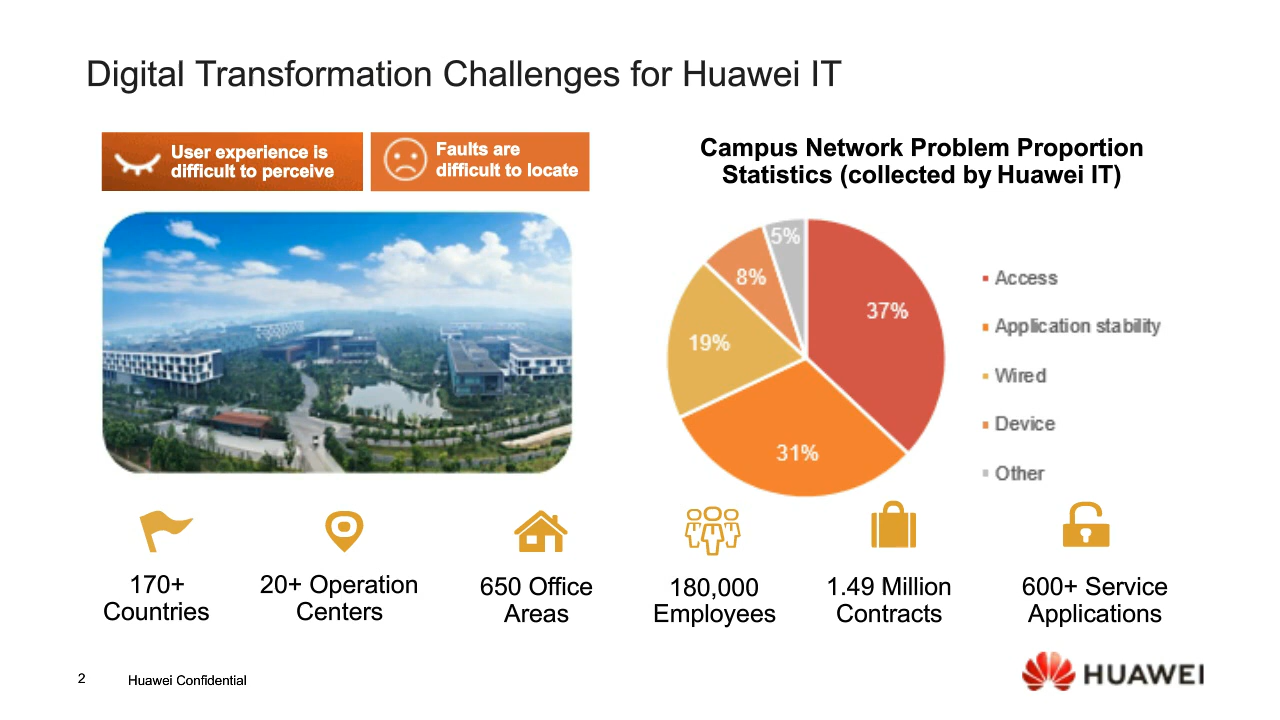 Digital Transformation Challenges for Huawei IT
User experience is
difficult to perceive
Faults are
difficult to locate
Campus Network Problem Proportion
Statistics (collected by Huawei IT)
5%
8%
37%
19%
31%
Access
Application stability
Wired
Device
Other
170+
Countries
20+ Operation
Centers
650 Office
Areas
180,000
Employees
1.49 Million
Contracts
600+ Service
Applications
2
Huawei Confidential
HUAWEI